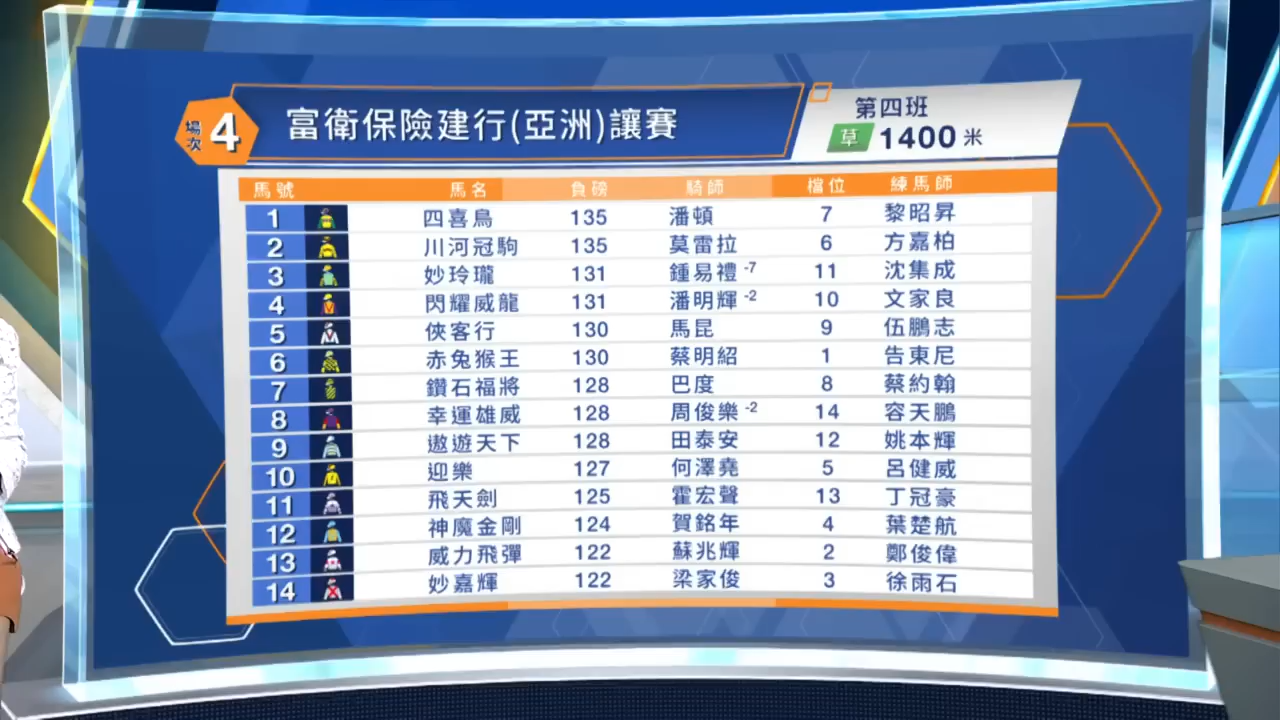 場次 4 富衛保險建行(亞洲)讓賽 第四班
草 1400 米
馬號 馬名 負磅 騎師 檔位 練馬師
1 四喜鳥 135 潘頓 7 黎昭昇
2 川河冠駒 135 莫雷拉 6 方嘉柏
3 妙玲瓏 131 鍾易禮 -7 11 沈集成
4 閃耀威龍 131 潘明輝 -2 10 文家良
5 俠客行 130 馬昆 9 伍鵬志
6 赤兔猴王 130 蔡明紹 1 告東尼
7 鑽石福將 128 巴度 8 蔡約翰
8 幸運雄威 128 周俊樂 -2 14 容天鵬
9 遨遊天下 128 田泰安 12 姚本輝
10 迎樂 127 何澤堯 5 呂健威
11 飛天劍 125 霍宏聲 13 丁冠豪
12 神魔金剛 124 賀銘年 4 葉楚航
13 威力飛彈 122 蘇兆輝 2 鄭俊偉
14 妙嘉輝 122 梁家俊 3 徐雨石